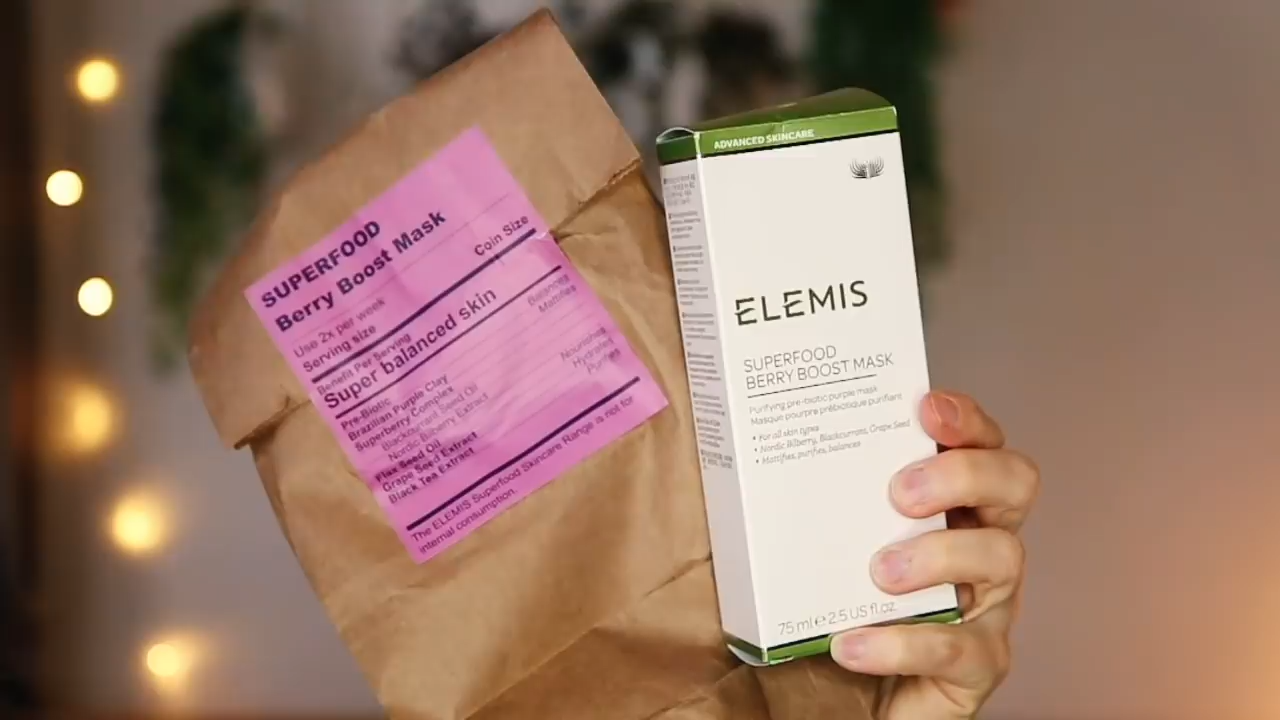 SUPERFOOD
Berry Boost Mask
Use 2x per week
Serving size Coin Size
Benefit Per Serving
Super balanced skin
Balances
Mattifies
Pre-Biotic
Brazilian Purple Clay
Superberry Complex
Blackcurrant Seed Oil
Nordic Bilberry Extract
Nourishes
Hydrates
Purifies
Flax Seed Oil
Grape Seed Extract
Black Tea Extract
The ELEMIS Superfood Skincare Range is not for
internal consumption.
ADVANCED SKINCARE
ELEMIS
SUPERFOOD
BERRY BOOST MASK
Purifying pre-biotic purple mask
Masque pourpre prébiotique purifiant
• For all skin types
• Nordic Bilberry, Blackcurrant, Grape Seed
• Mattifies, purifies, balances
75 ml e 2.5 US fl.oz.